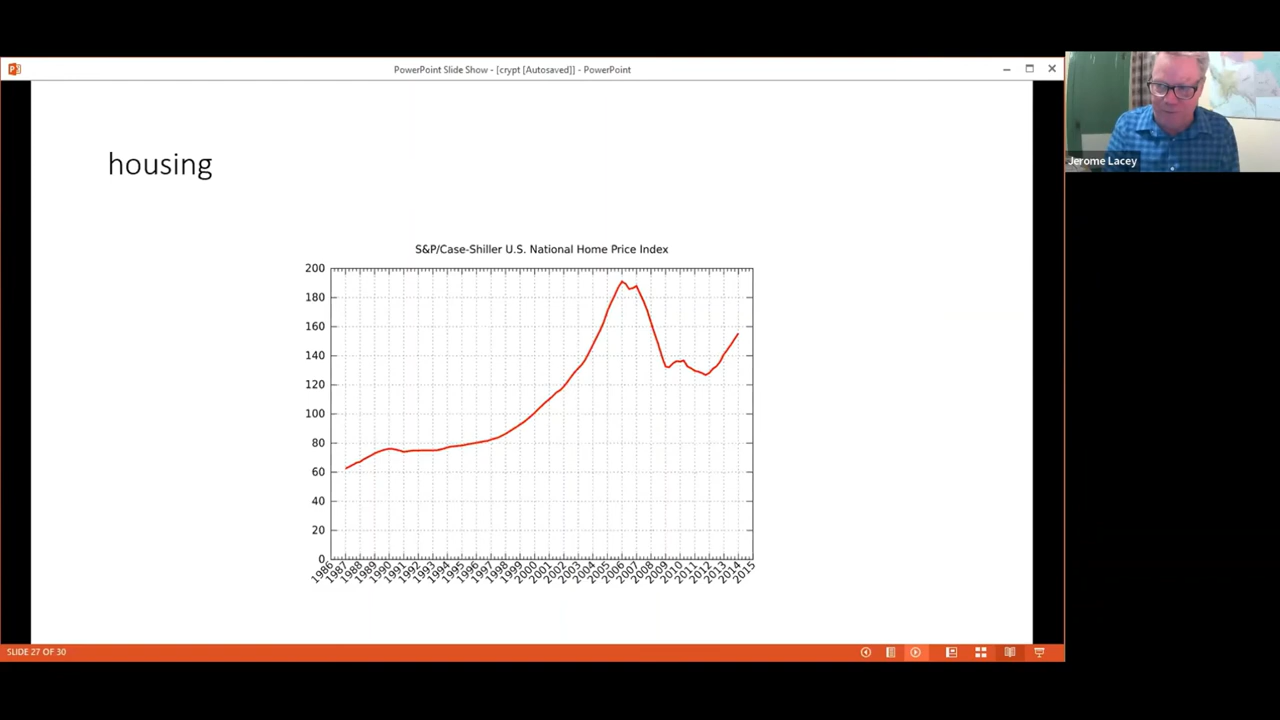 PowerPoint Slide Show - [crypt [Autosaved]] - PowerPoint
Jerome Lacey
housing
S&P/Case-Shiller U.S. National Home Price Index
200
180
160
140
120
100
80
60
40
20
0
1986 1987 1988 1989 1990 1991 1992 1993 1994 1995 1996 1997 1998 1999 2000 2001 2002 2003 2004 2005 2006 2007 2008 2009 2010 2011 2012 2013 2014 2015
SLIDE 27 OF 30